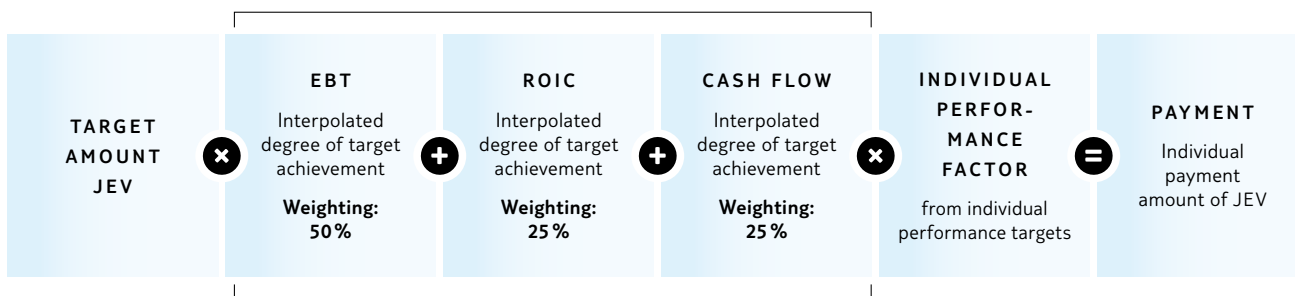 TARGET
AMOUNT
JEV
×
EBT
Interpolated
degree of target
achievement
Weighting:
50 %
+
ROIC
Interpolated
degree of target
achievement
Weighting:
25 %
+
CASH FLOW
Interpolated
degree of target
achievement
Weighting:
25 %
×
INDIVIDUAL
PERFOR-
MANCE
FACTOR
from individual
performance targets
=
PAYMENT
Individual
payment
amount of JEV